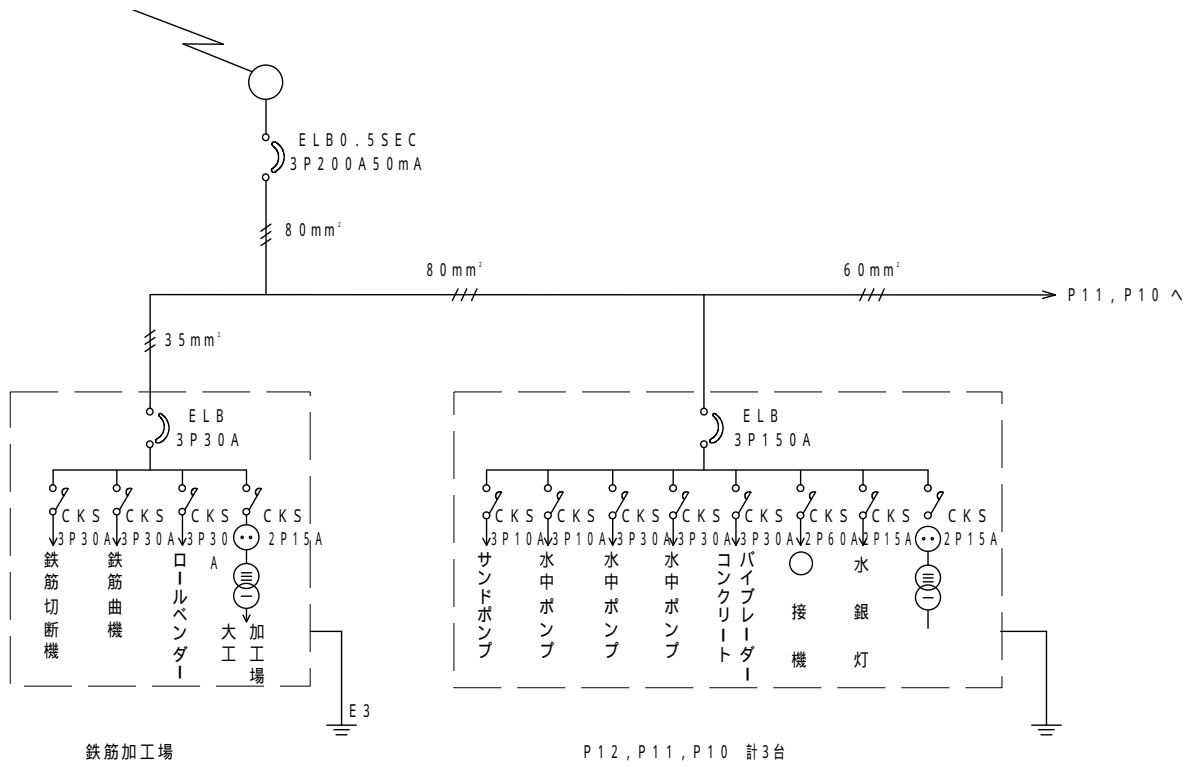 ELB0.5SEC
3P200A50mA
80mm²
80mm²
60mm²
P11,P10へ
35mm²
ELB
3P30A
ELB
3P150A
CKS
3P30A
CKS
3P30A
CKS
3P30
A
CKS
2P15A
CKS
3P10A
CKS
3P10A
CKS
3P30A
CKS
3P30A
CKS
3P30A
CKS
2P60A
CKS
2P15A
CKS
2P15A
鉄筋切断機
鉄筋曲機
ロールベンダー
加工場
大工
サンドポンプ
水中ポンプ
水中ポンプ
水中ポンプ
バイブレーダー
コンクリート
接機
水銀灯
E3
鉄筋加工場
P12,P11,P10 計3台